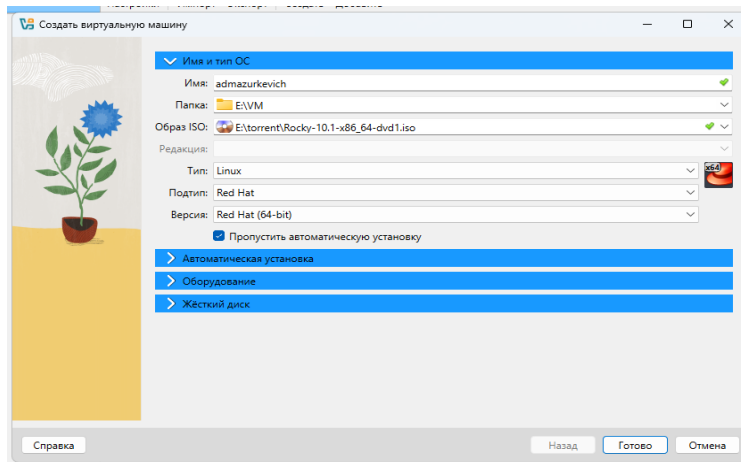 Создать виртуальную машину
Имя и тип ОС
Имя: admazurkevich
Папка: E:\VM
Образ ISO: E:\torrent\Rocky-10.1-x86_64-dvd1.iso
Редакция:
Тип: Linux
x64
Подтип: Red Hat
Версия: Red Hat (64-bit)
Пропустить автоматическую установку
Автоматическая установка
Оборудование
Жёсткий диск
Справка Назад Готово Отмена